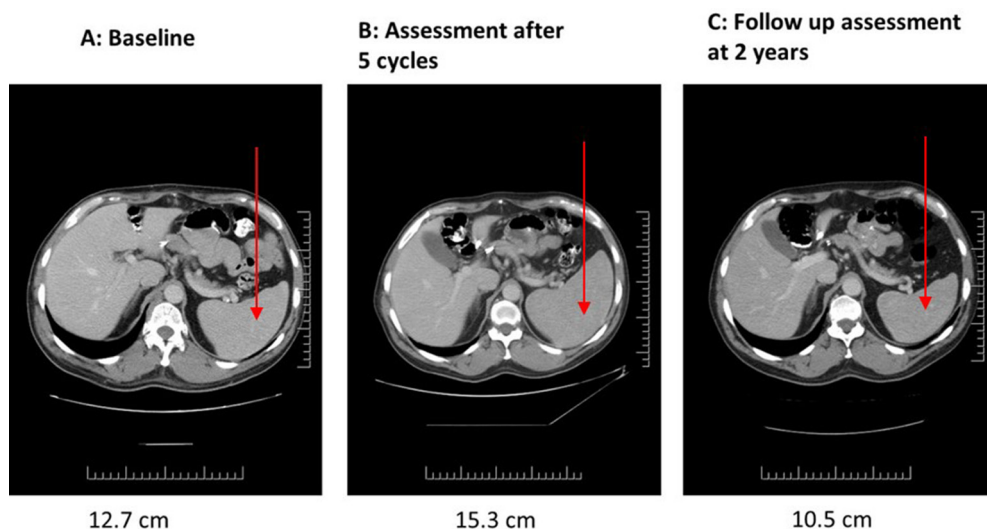 A: Baseline
B: Assessment after
5 cycles
C: Follow up assessment
at 2 years
12.7 cm
15.3 cm
10.5 cm